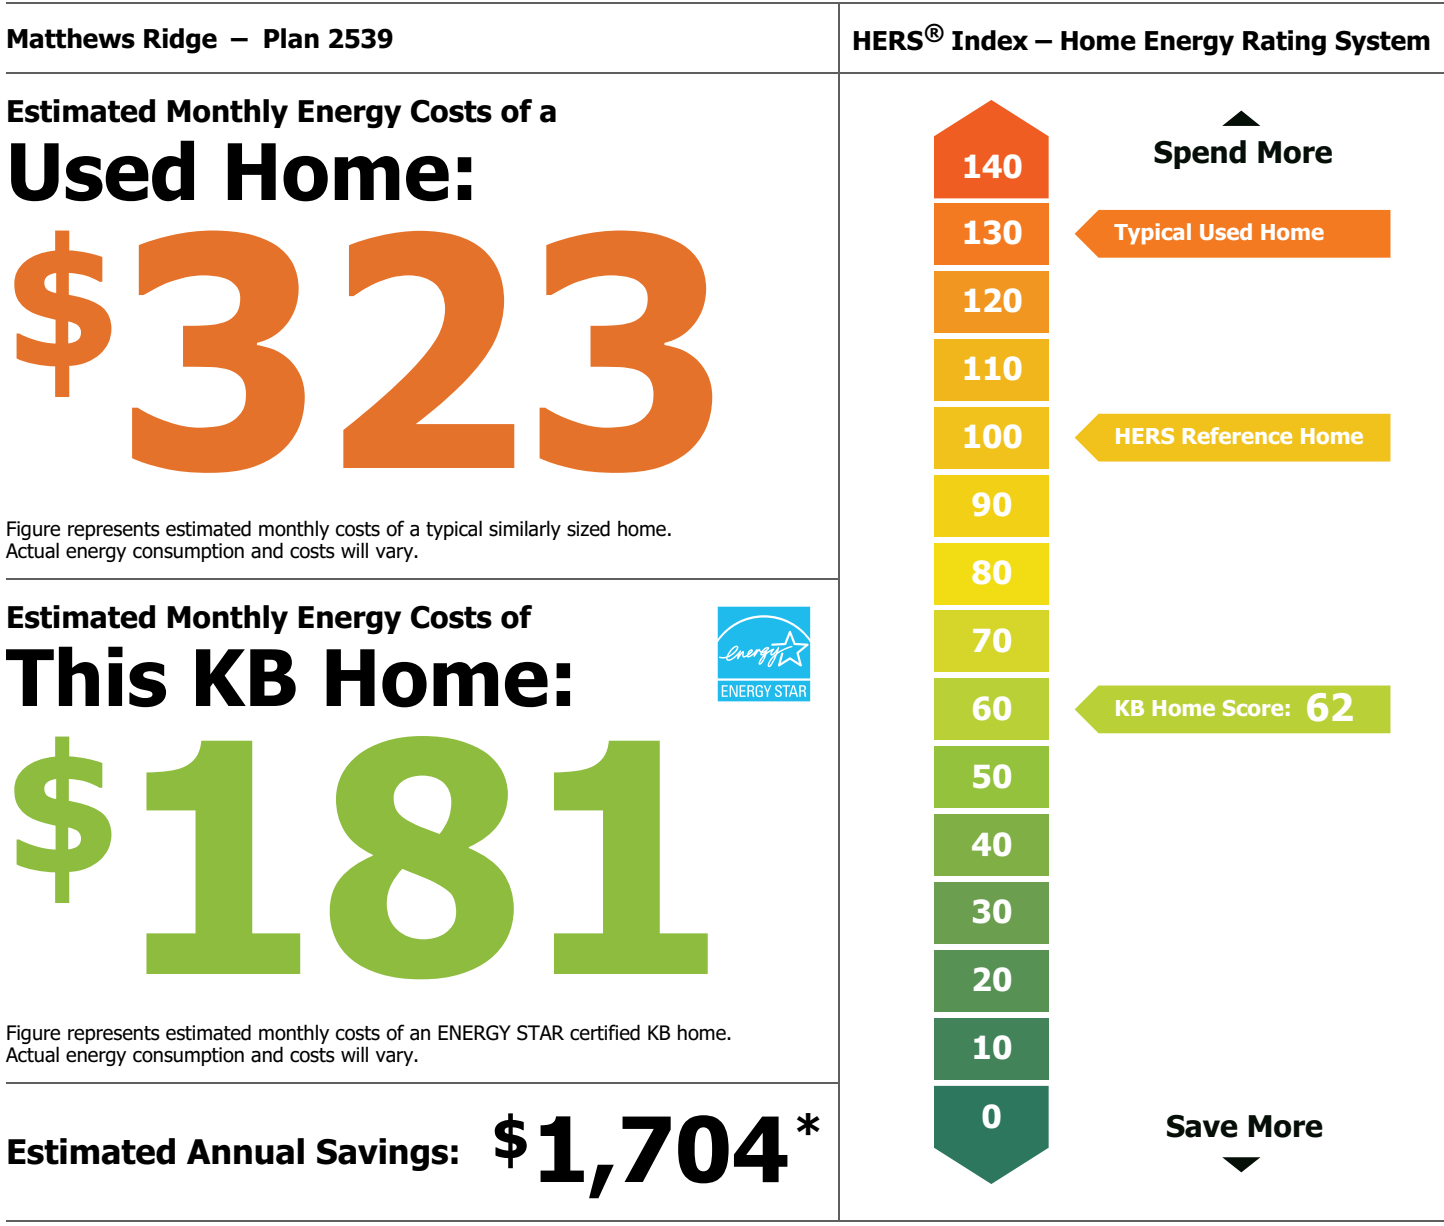 Matthews Ridge – Plan 2539
Estimated Monthly Energy Costs of a
Used Home:
$323
Figure represents estimated monthly costs of a typical similarly sized home.
Actual energy consumption and costs will vary.
Estimated Monthly Energy Costs of
This KB Home:
energy
ENERGY STAR
$181
Figure represents estimated monthly costs of an ENERGY STAR certified KB home.
Actual energy consumption and costs will vary.
Estimated Annual Savings: $1,704*
HERS® Index – Home Energy Rating System
Spend More
140
130 Typical Used Home
120
110
100 HERS Reference Home
90
80
70
60 KB Home Score: 62
50
40
30
20
10
0
Save More